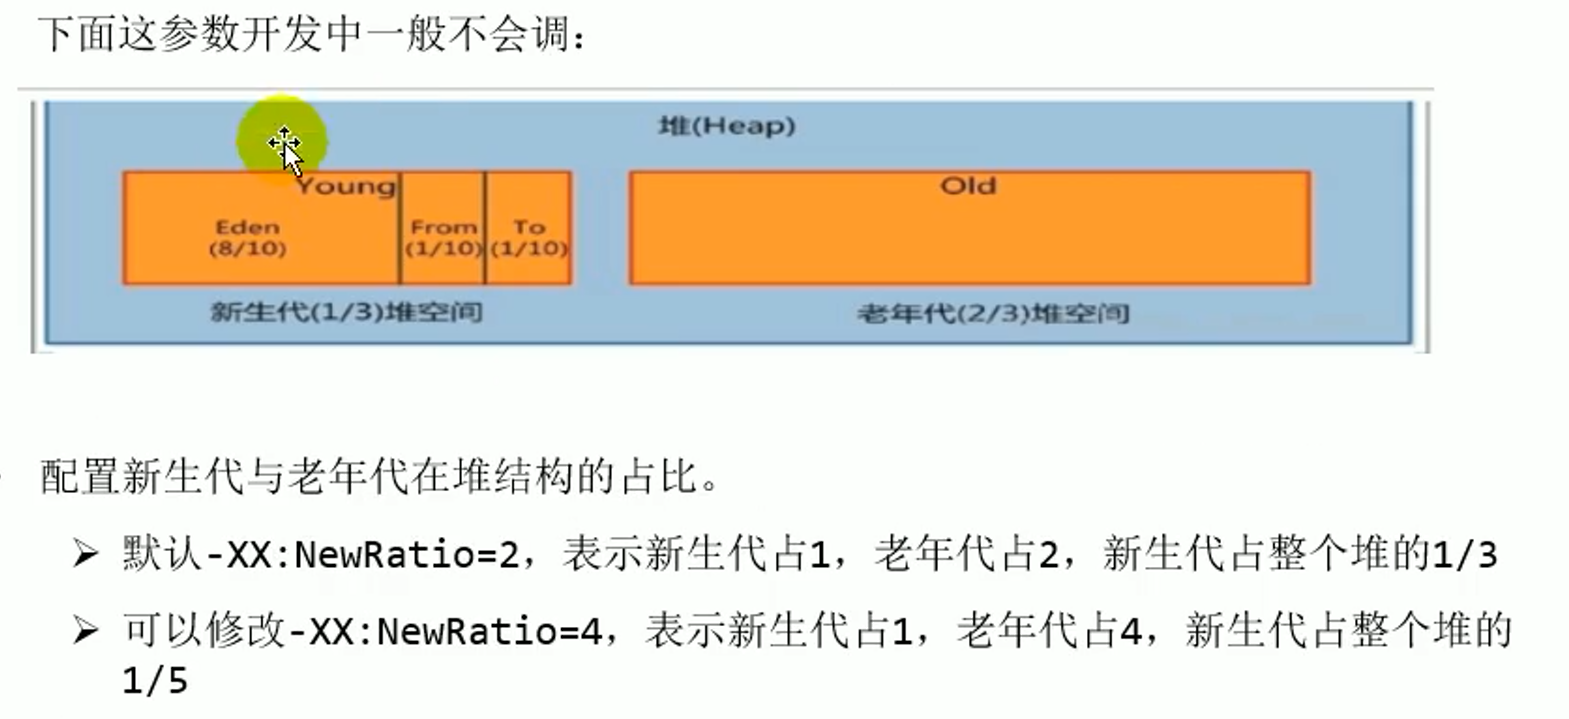 下面这参数开发中一般不会调：
堆(Heap)
Young
Old
Eden
(8/10)
From
(1/10)
To
(1/10)
新生代(1/3)堆空间
老年代(2/3)堆空间
配置新生代与老年代在堆结构的占比。
➢ 默认-XX:NewRatio=2，表示新生代占1，老年代占2，新生代占整个堆的1/3
➢ 可以修改-XX:NewRatio=4，表示新生代占1，老年代占4，新生代占整个堆的
1/5